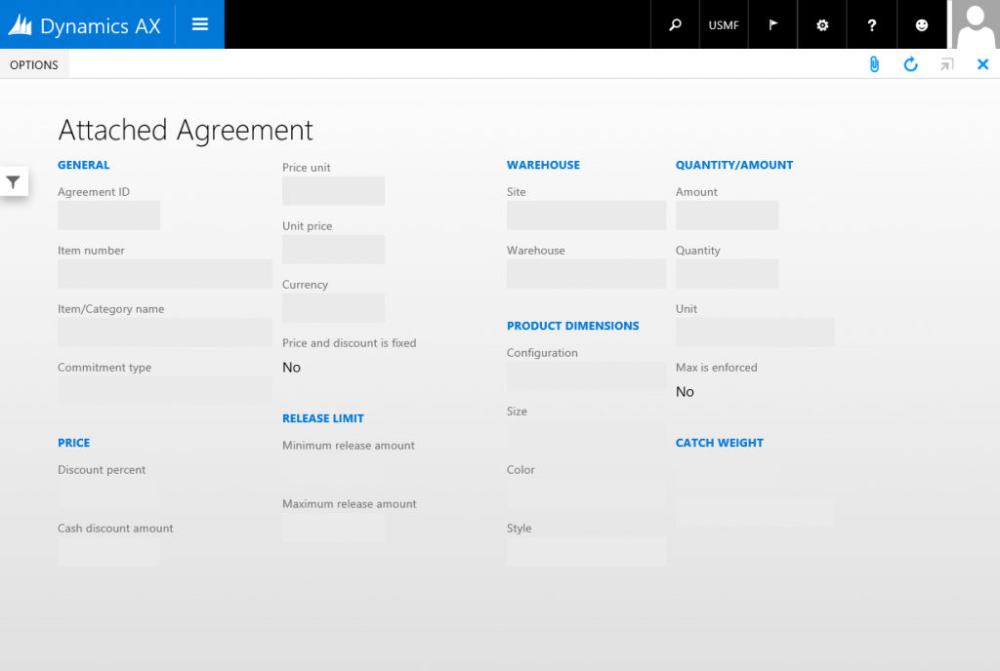 Dynamics AX
USMF
?
OPTIONS
Attached Agreement
GENERAL
Agreement ID
Item number
Item/Category name
Commitment type
PRICE
Discount percent
Cash discount amount
Price unit
Unit price
Currency
Price and discount is fixed
No
RELEASE LIMIT
Minimum release amount
Maximum release amount
WAREHOUSE
Site
Warehouse
PRODUCT DIMENSIONS
Configuration
Size
Color
Style
QUANTITY/AMOUNT
Amount
Quantity
Unit
Max is enforced
No
CATCH WEIGHT